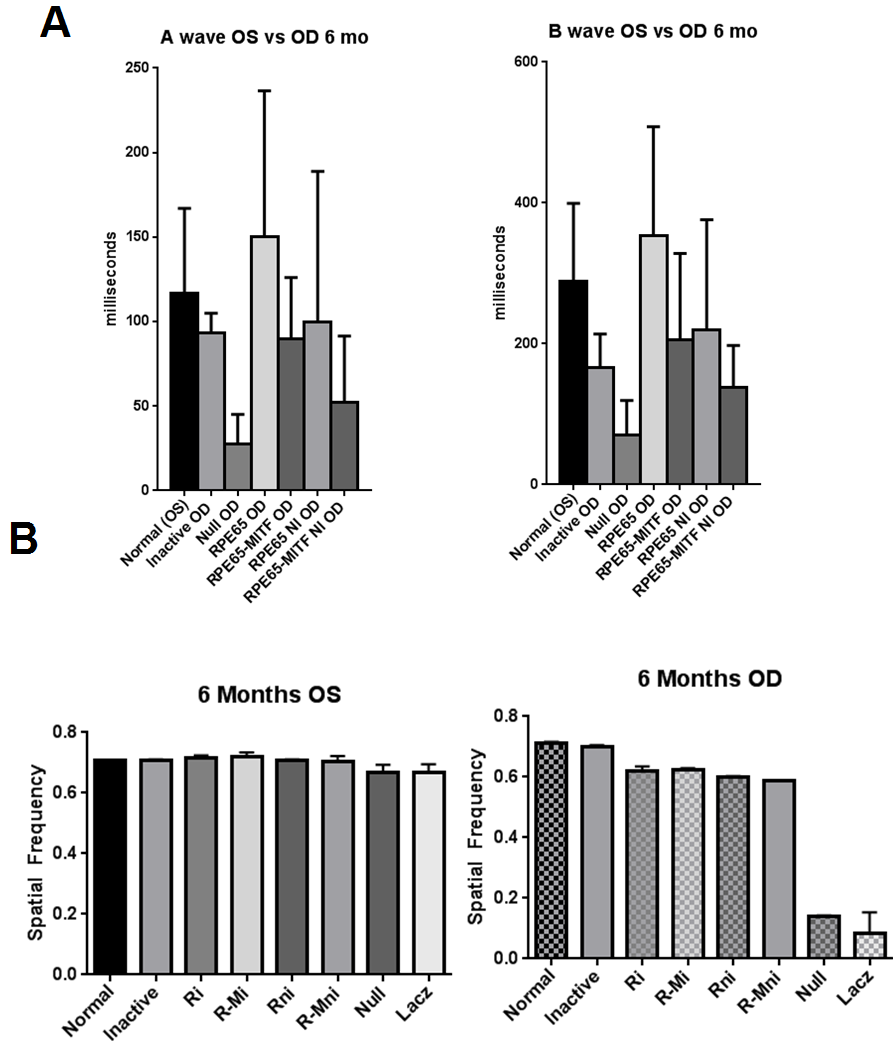 A
A wave OS vs OD 6 mo
milliseconds
250
200
150
100
50
0
Normal (OS)
Inactive OD
Null OD
RPE65 OD
RPE65-MITF OD
RPE65 NI OD
RPE65-MITF NI OD
B wave OS vs OD 6 mo
milliseconds
600
400
200
0
Normal (OS)
Inactive OD
Null OD
RPE65 OD
RPE65-MITF OD
RPE65 NI OD
RPE65-MITF NI OD
B
6 Months OS
Spatial Frequency
0.8
0.6
0.4
0.2
0.0
Normal
Inactive
Ri
R-Mi
Rni
R-Mni
Null
Lacz
6 Months OD
Spatial Frequency
0.8
0.6
0.4
0.2
0.0
Normal
Inactive
Ri
R-Mi
Rni
R-Mni
Null
Lacz